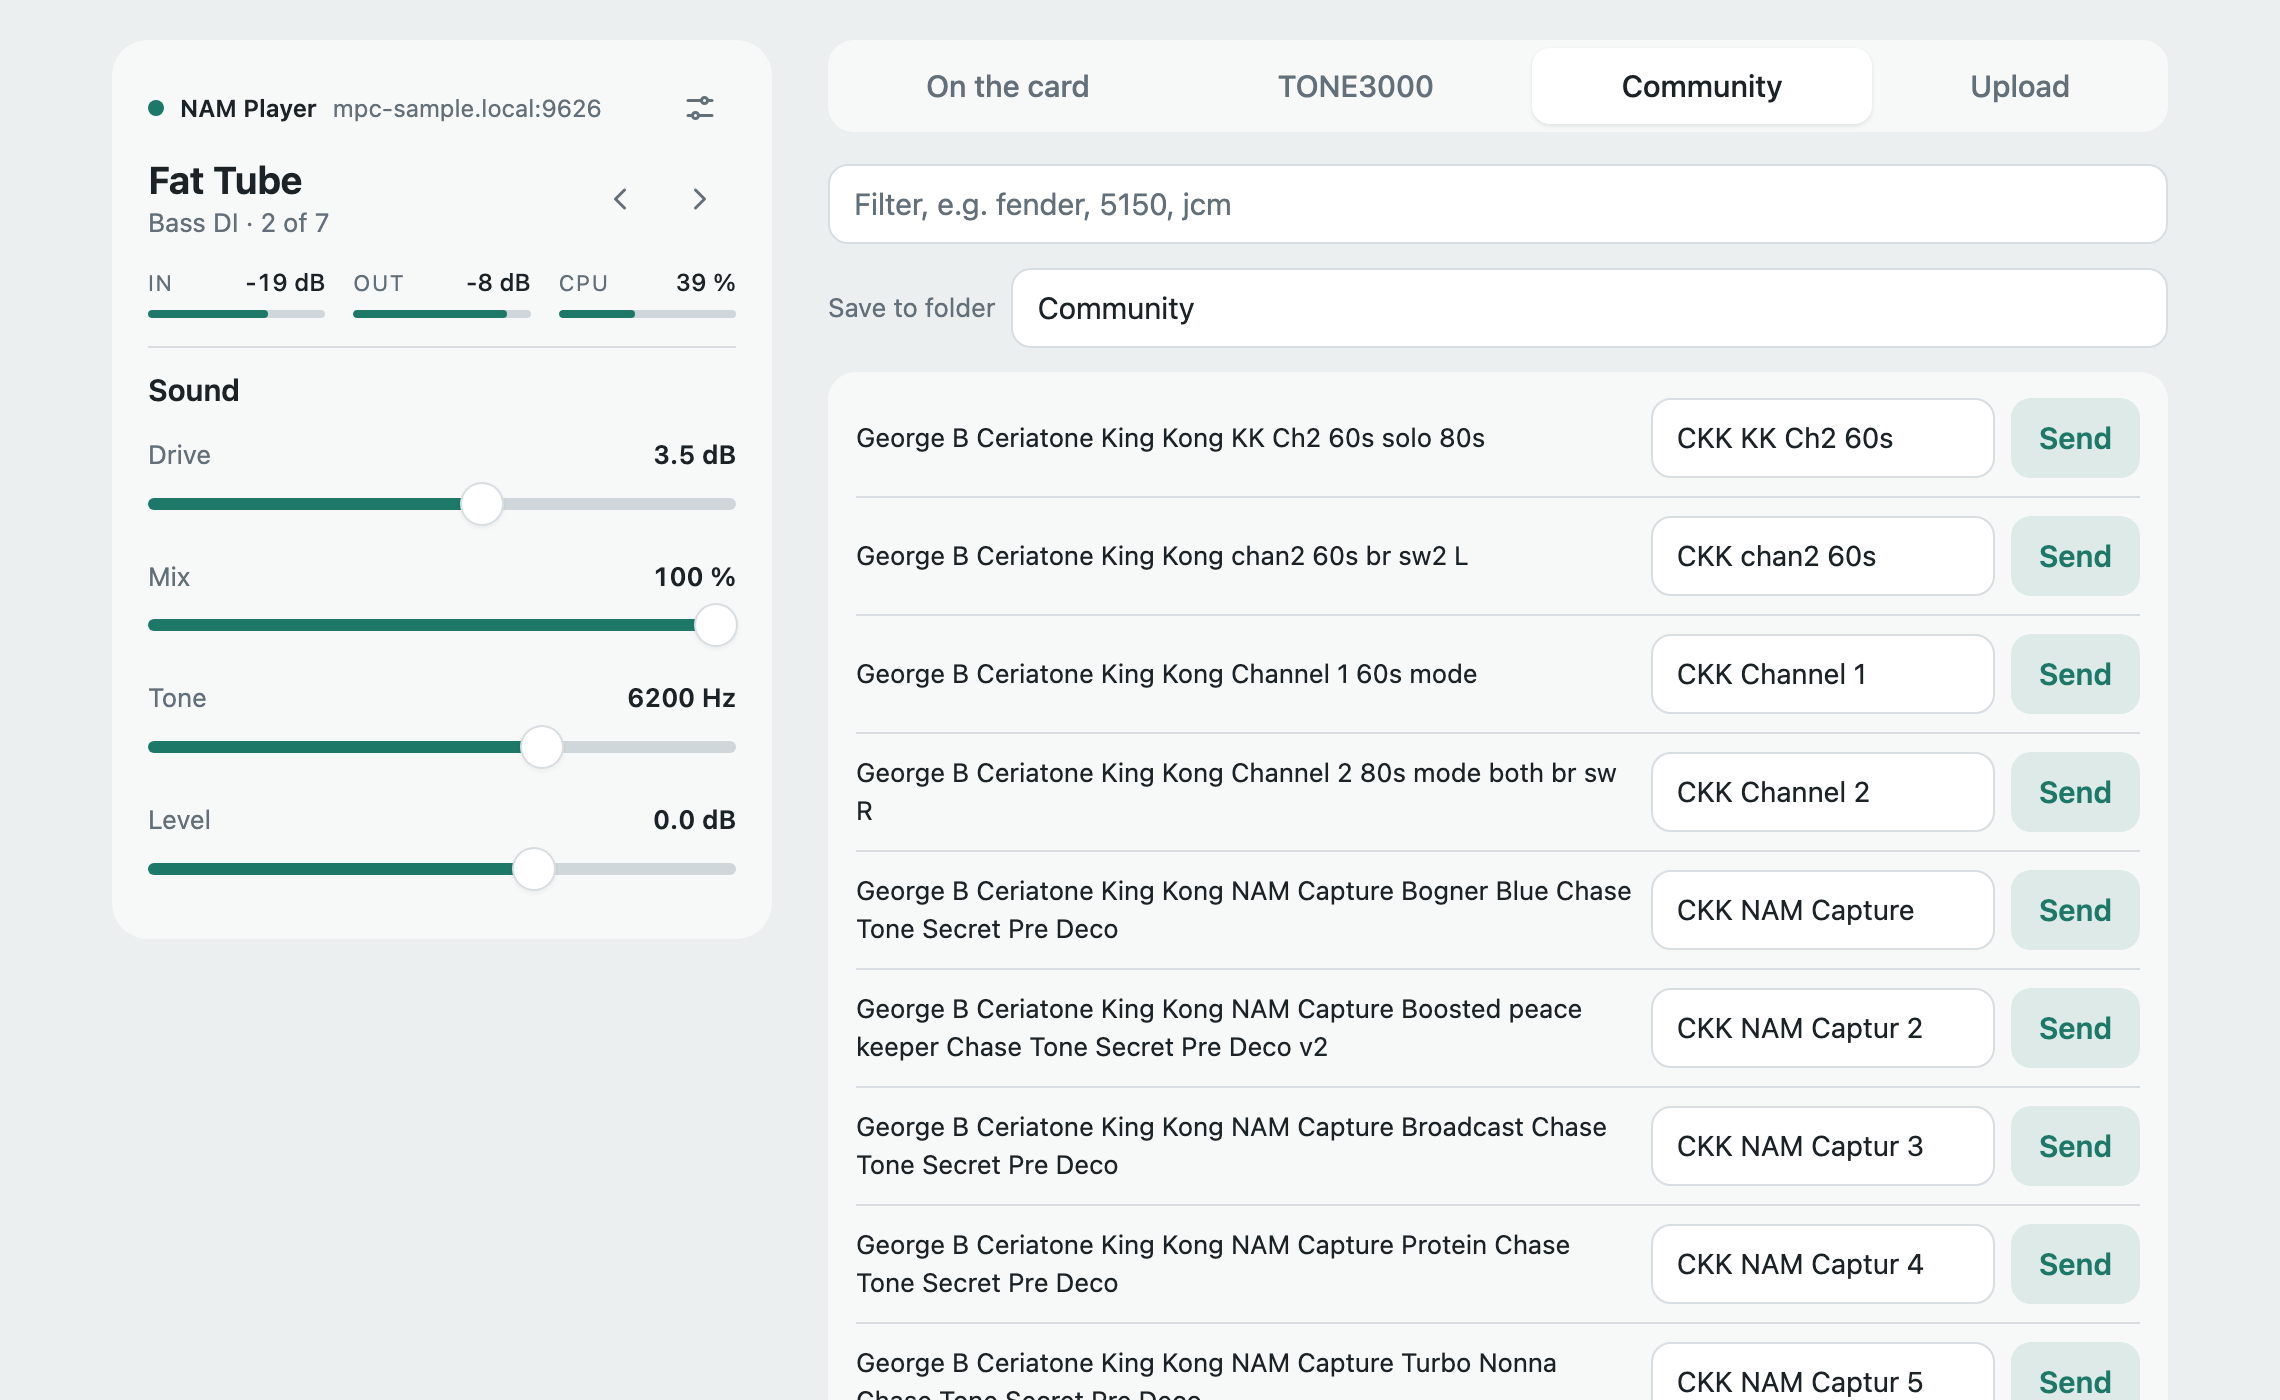 NAM Player mpc-sample.local:9626
Fat Tube
Bass DI · 2 of 7
IN -19 dB OUT -8 dB CPU 39 %
Sound
Drive 3.5 dB
Mix 100 %
Tone 6200 Hz
Level 0.0 dB
On the card TONE3000 Community Upload
Filter, e.g. fender, 5150, jcm
Save to folder Community
George B Ceriatone King Kong KK Ch2 60s solo 80s CKK KK Ch2 60s Send
George B Ceriatone King Kong chan2 60s br sw2 L CKK chan2 60s Send
George B Ceriatone King Kong Channel 1 60s mode CKK Channel 1 Send
George B Ceriatone King Kong Channel 2 80s mode both br sw
R
CKK Channel 2 Send
George B Ceriatone King Kong NAM Capture Bogner Blue Chase
Tone Secret Pre Deco
CKK NAM Capture Send
George B Ceriatone King Kong NAM Capture Boosted peace
keeper Chase Tone Secret Pre Deco v2
CKK NAM Captur 2 Send
George B Ceriatone King Kong NAM Capture Broadcast Chase
Tone Secret Pre Deco
CKK NAM Captur 3 Send
George B Ceriatone King Kong NAM Capture Protein Chase
Tone Secret Pre Deco
CKK NAM Captur 4 Send
George B Ceriatone King Kong NAM Capture Turbo Nonna
Chase Tone Secret Pre Deco
CKK NAM Captur 5 Send